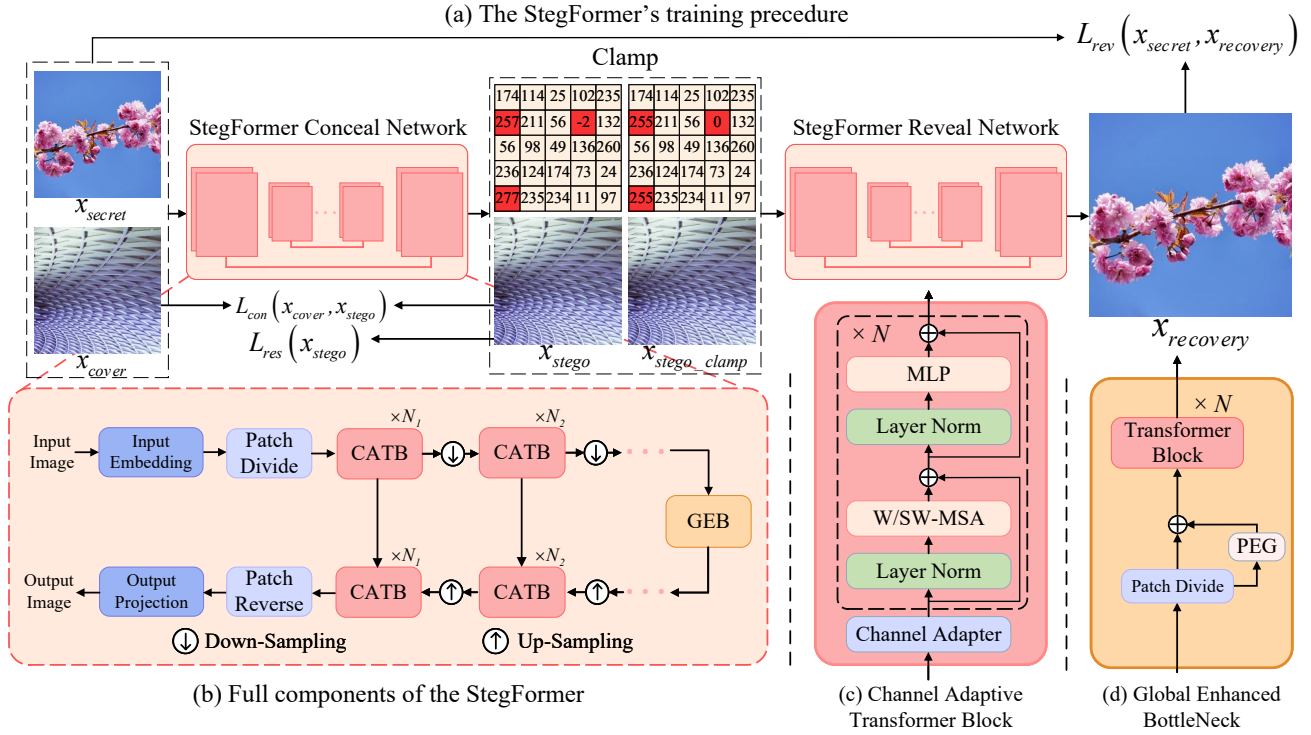 (a) The StegFormer's training precedure
L_rev(x_secret, x_recovery)
Clamp
174 114 25 102 235
257 211 56 -2 132
56 98 49 136 260
236 124 174 73 24
277 235 234 11 97
174 114 25 102 235
255 211 56 0 132
56 98 49 136 260
236 124 174 73 24
255 235 234 11 97
StegFormer Conceal Network
StegFormer Reveal Network
x_secret
x_cover
L_con(x_cover, x_stego)
L_res(x_stego)
x_stego
x_stego_clamp
x_recovery
Input
Image
Input
Embedding
Patch
Divide
×N_1
CATB
×N_2
CATB
GEB
Output
Image
Output
Projection
Patch
Reverse
×N_1
CATB
×N_2
CATB
Down-Sampling
Up-Sampling
(b) Full components of the StegFormer
× N
MLP
Layer Norm
W/SW-MSA
Layer Norm
Channel Adapter
(c) Channel Adaptive
Transformer Block
× N
Transformer
Block
PEG
Patch Divide
(d) Global Enhanced
BottleNeck